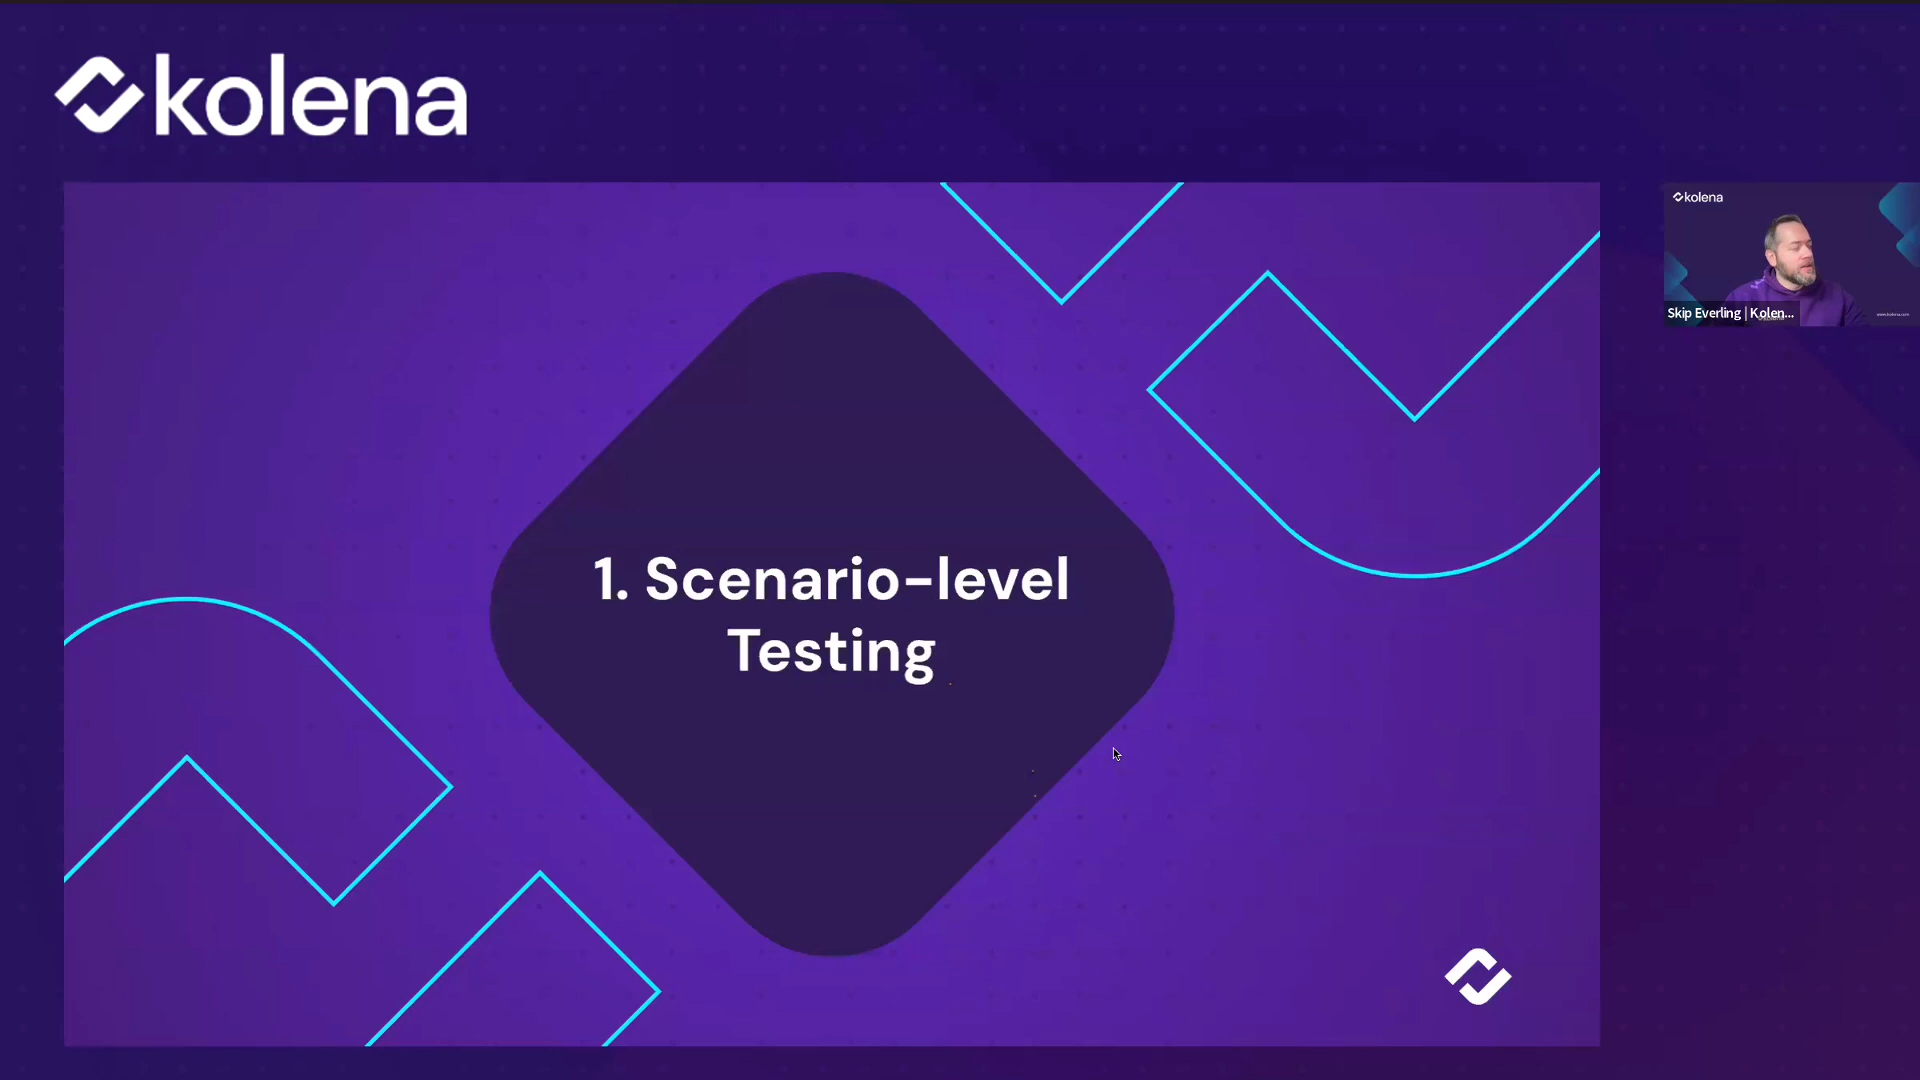 kolena
kolena
Skip Everling | Kolen...
1. Scenario-level
Testing